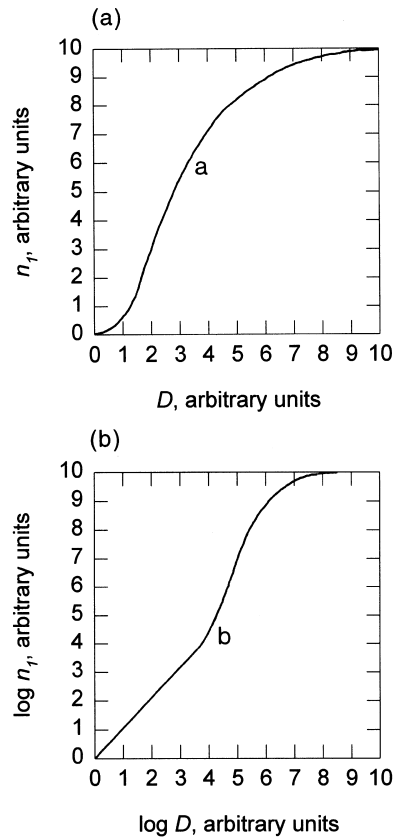 (a)
10
9
8
7
6
5
4
3
2
1
0
n1, arbitrary units
a
0 1 2 3 4 5 6 7 8 9 10
D, arbitrary units
(b)
10
9
8
7
6
5
4
3
2
1
0
log n1, arbitrary units
b
0 1 2 3 4 5 6 7 8 9 10
log D, arbitrary units